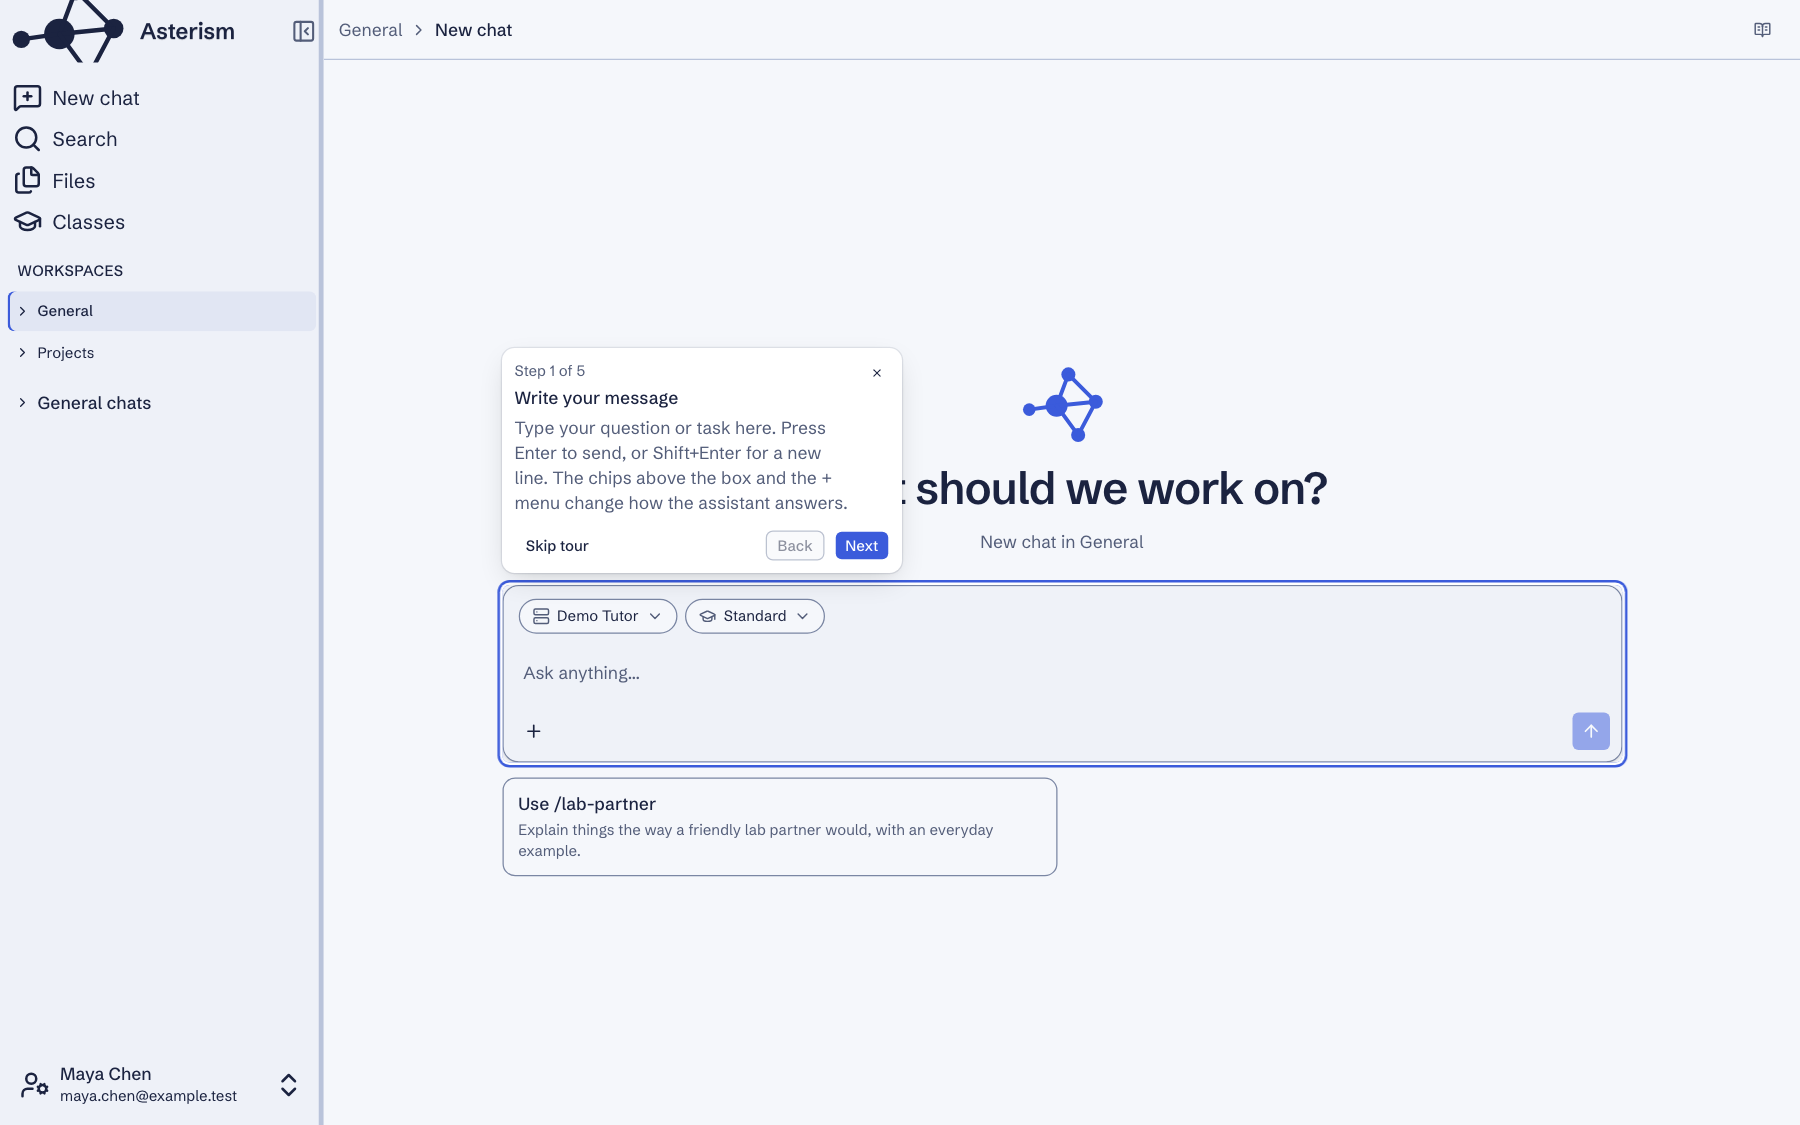 Asterism
New chat
Search
Files
Classes
WORKSPACES
General
Projects
General chats
Maya Chen
maya.chen@example.test
General > New chat
Step 1 of 5
Write your message
Type your question or task here. Press
Enter to send, or Shift+Enter for a new
line. The chips above the box and the +
menu change how the assistant answers.
Skip tour
Back
Next
should we work on?
New chat in General
Demo Tutor
Standard
Ask anything...
Use /lab-partner
Explain things the way a friendly lab partner would, with an everyday
example.